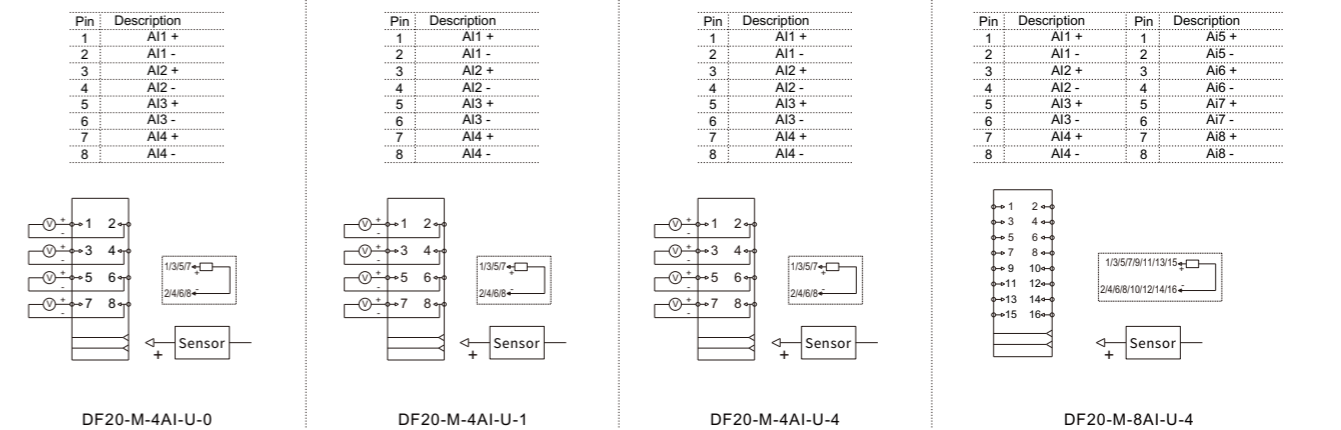 Pin Description
1 AI1 +
2 AI1 -
3 AI2 +
4 AI2 -
5 AI3 +
6 AI3 -
7 AI4 +
8 AI4 -
V + - 1 2
V + - 3 4
V + - 5 6
V + - 7 8
1/3/5/7 +
2/4/6/8 -
Sensor
+
DF20-M-4AI-U-0
Pin Description
1 AI1 +
2 AI1 -
3 AI2 +
4 AI2 -
5 AI3 +
6 AI3 -
7 AI4 +
8 AI4 -
V + - 1 2
V + - 3 4
V + - 5 6
V + - 7 8
1/3/5/7 +
2/4/6/8 -
Sensor
+
DF20-M-4AI-U-1
Pin Description
1 AI1 +
2 AI1 -
3 AI2 +
4 AI2 -
5 AI3 +
6 AI3 -
7 AI4 +
8 AI4 -
V + - 1 2
V + - 3 4
V + - 5 6
V + - 7 8
1/3/5/7 +
2/4/6/8 -
Sensor
+
DF20-M-4AI-U-4
Pin Description Pin Description
1 AI1 + 1 Ai5 +
2 AI1 - 2 Ai5 -
3 AI2 + 3 Ai6 +
4 AI2 - 4 Ai6 -
5 AI3 + 5 Ai7 +
6 AI3 - 6 Ai7 -
7 AI4 + 7 Ai8 +
8 AI4 - 8 Ai8 -
1 2
3 4
5 6
7 8
9 10
11 12
13 14
15 16
1/3/5/7/9/11/13/15 +
2/4/6/8/10/12/14/16 -
Sensor
+
DF20-M-8AI-U-4